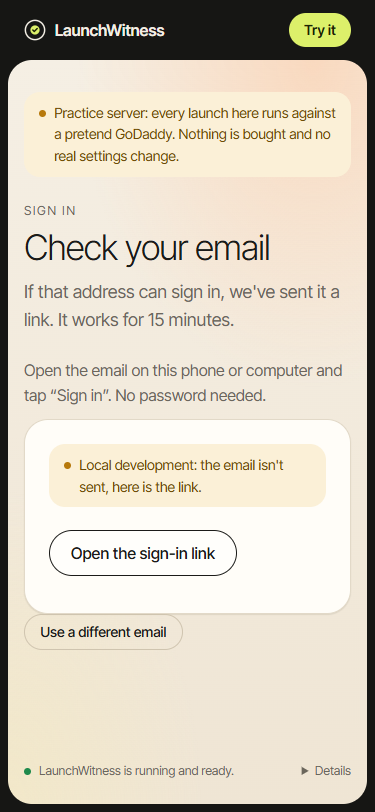 LaunchWitness
Try it
Practice server: every launch here runs against
a pretend GoDaddy. Nothing is bought and no
real settings change.
SIGN IN
Check your email
If that address can sign in, we've sent it a
link. It works for 15 minutes.
Open the email on this phone or computer and
tap “Sign in”. No password needed.
Local development: the email isn't
sent, here is the link.
Open the sign-in link
Use a different email
LaunchWitness is running and ready.
Details